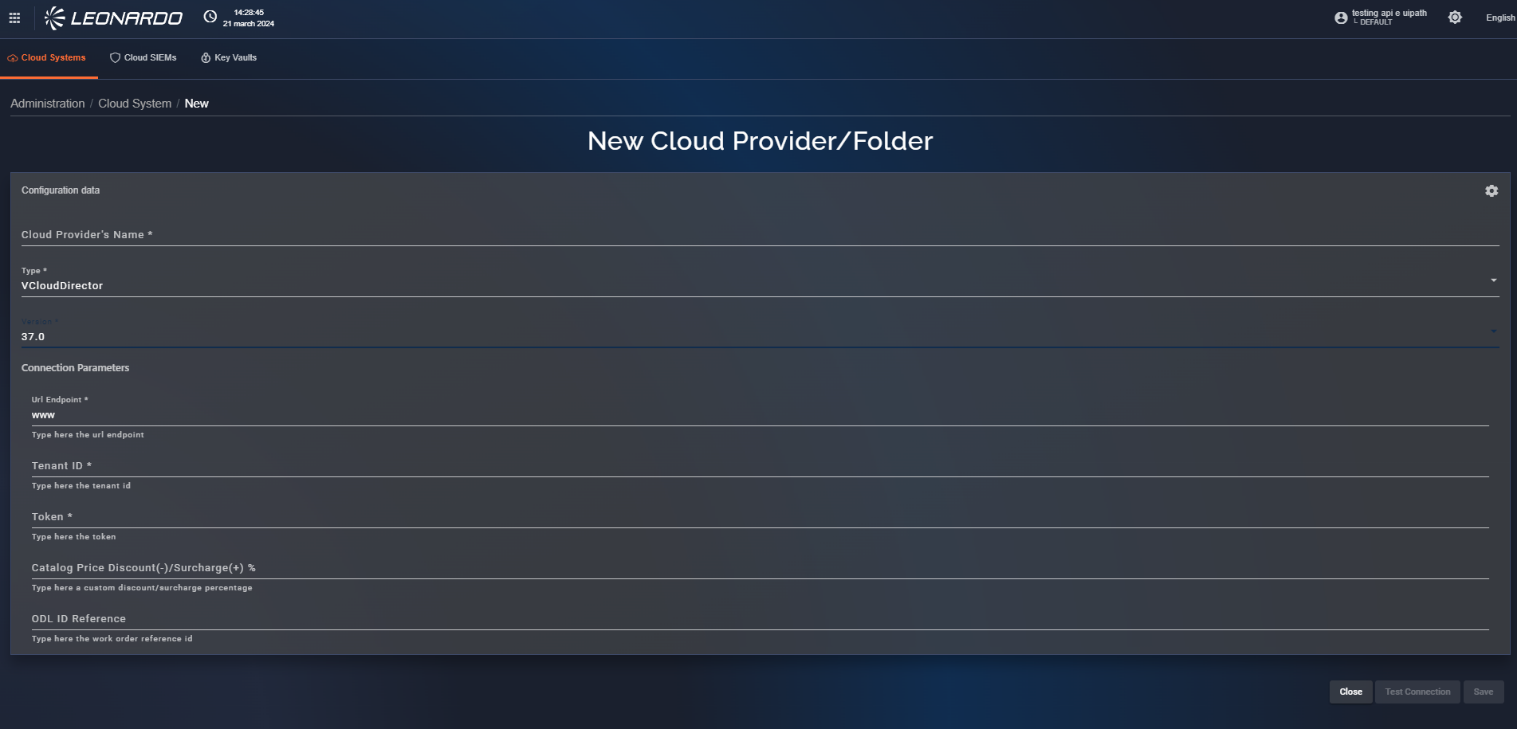 LEONARDO
14:28:45
21 march 2024
testing api e uipath
└ DEFAULT
English
Cloud Systems
Cloud SIEMs
Key Vaults
Administration / Cloud System / New
New Cloud Provider/Folder
Configuration data
Cloud Provider's Name *
Type *
VCloudDirector
Version *
37.0
Connection Parameters
Url Endpoint *
www
Type here the url endpoint
Tenant ID *
Type here the tenant id
Token *
Type here the token
Catalog Price Discount(-)/Surcharge(+) %
Type here a custom discount/surcharge percentage
ODL ID Reference
Type here the work order reference id
Close
Test Connection
Save